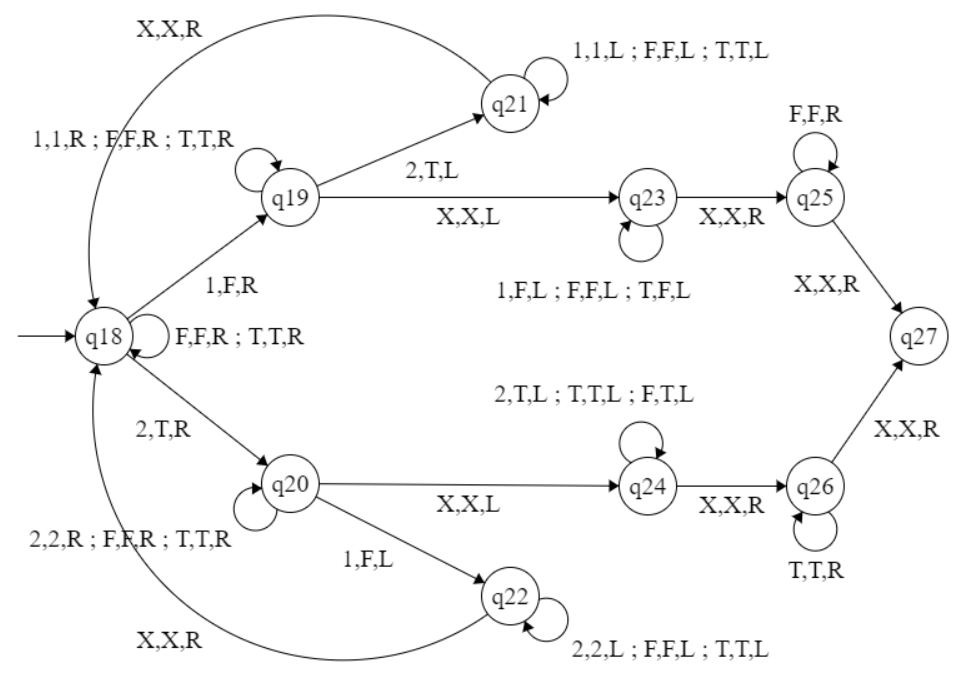 X,X,R
1,1,L ; F,F,L ; T,T,L
q21
F,F,R
1,1,R ; F,F,R ; T,T,R
2,T,L
q19
q23
q25
X,X,L
X,X,R
1,F,R
1,F,L ; F,F,L ; T,F,L
X,X,R
q18
F,F,R ; T,T,R
q27
2,T,L ; T,T,L ; F,T,L
2,T,R
X,X,R
q20
q24
q26
X,X,L
X,X,R
2,2,R ; F,F,R ; T,T,R
1,F,L
T,T,R
q22
X,X,R
2,2,L ; F,F,L ; T,T,L